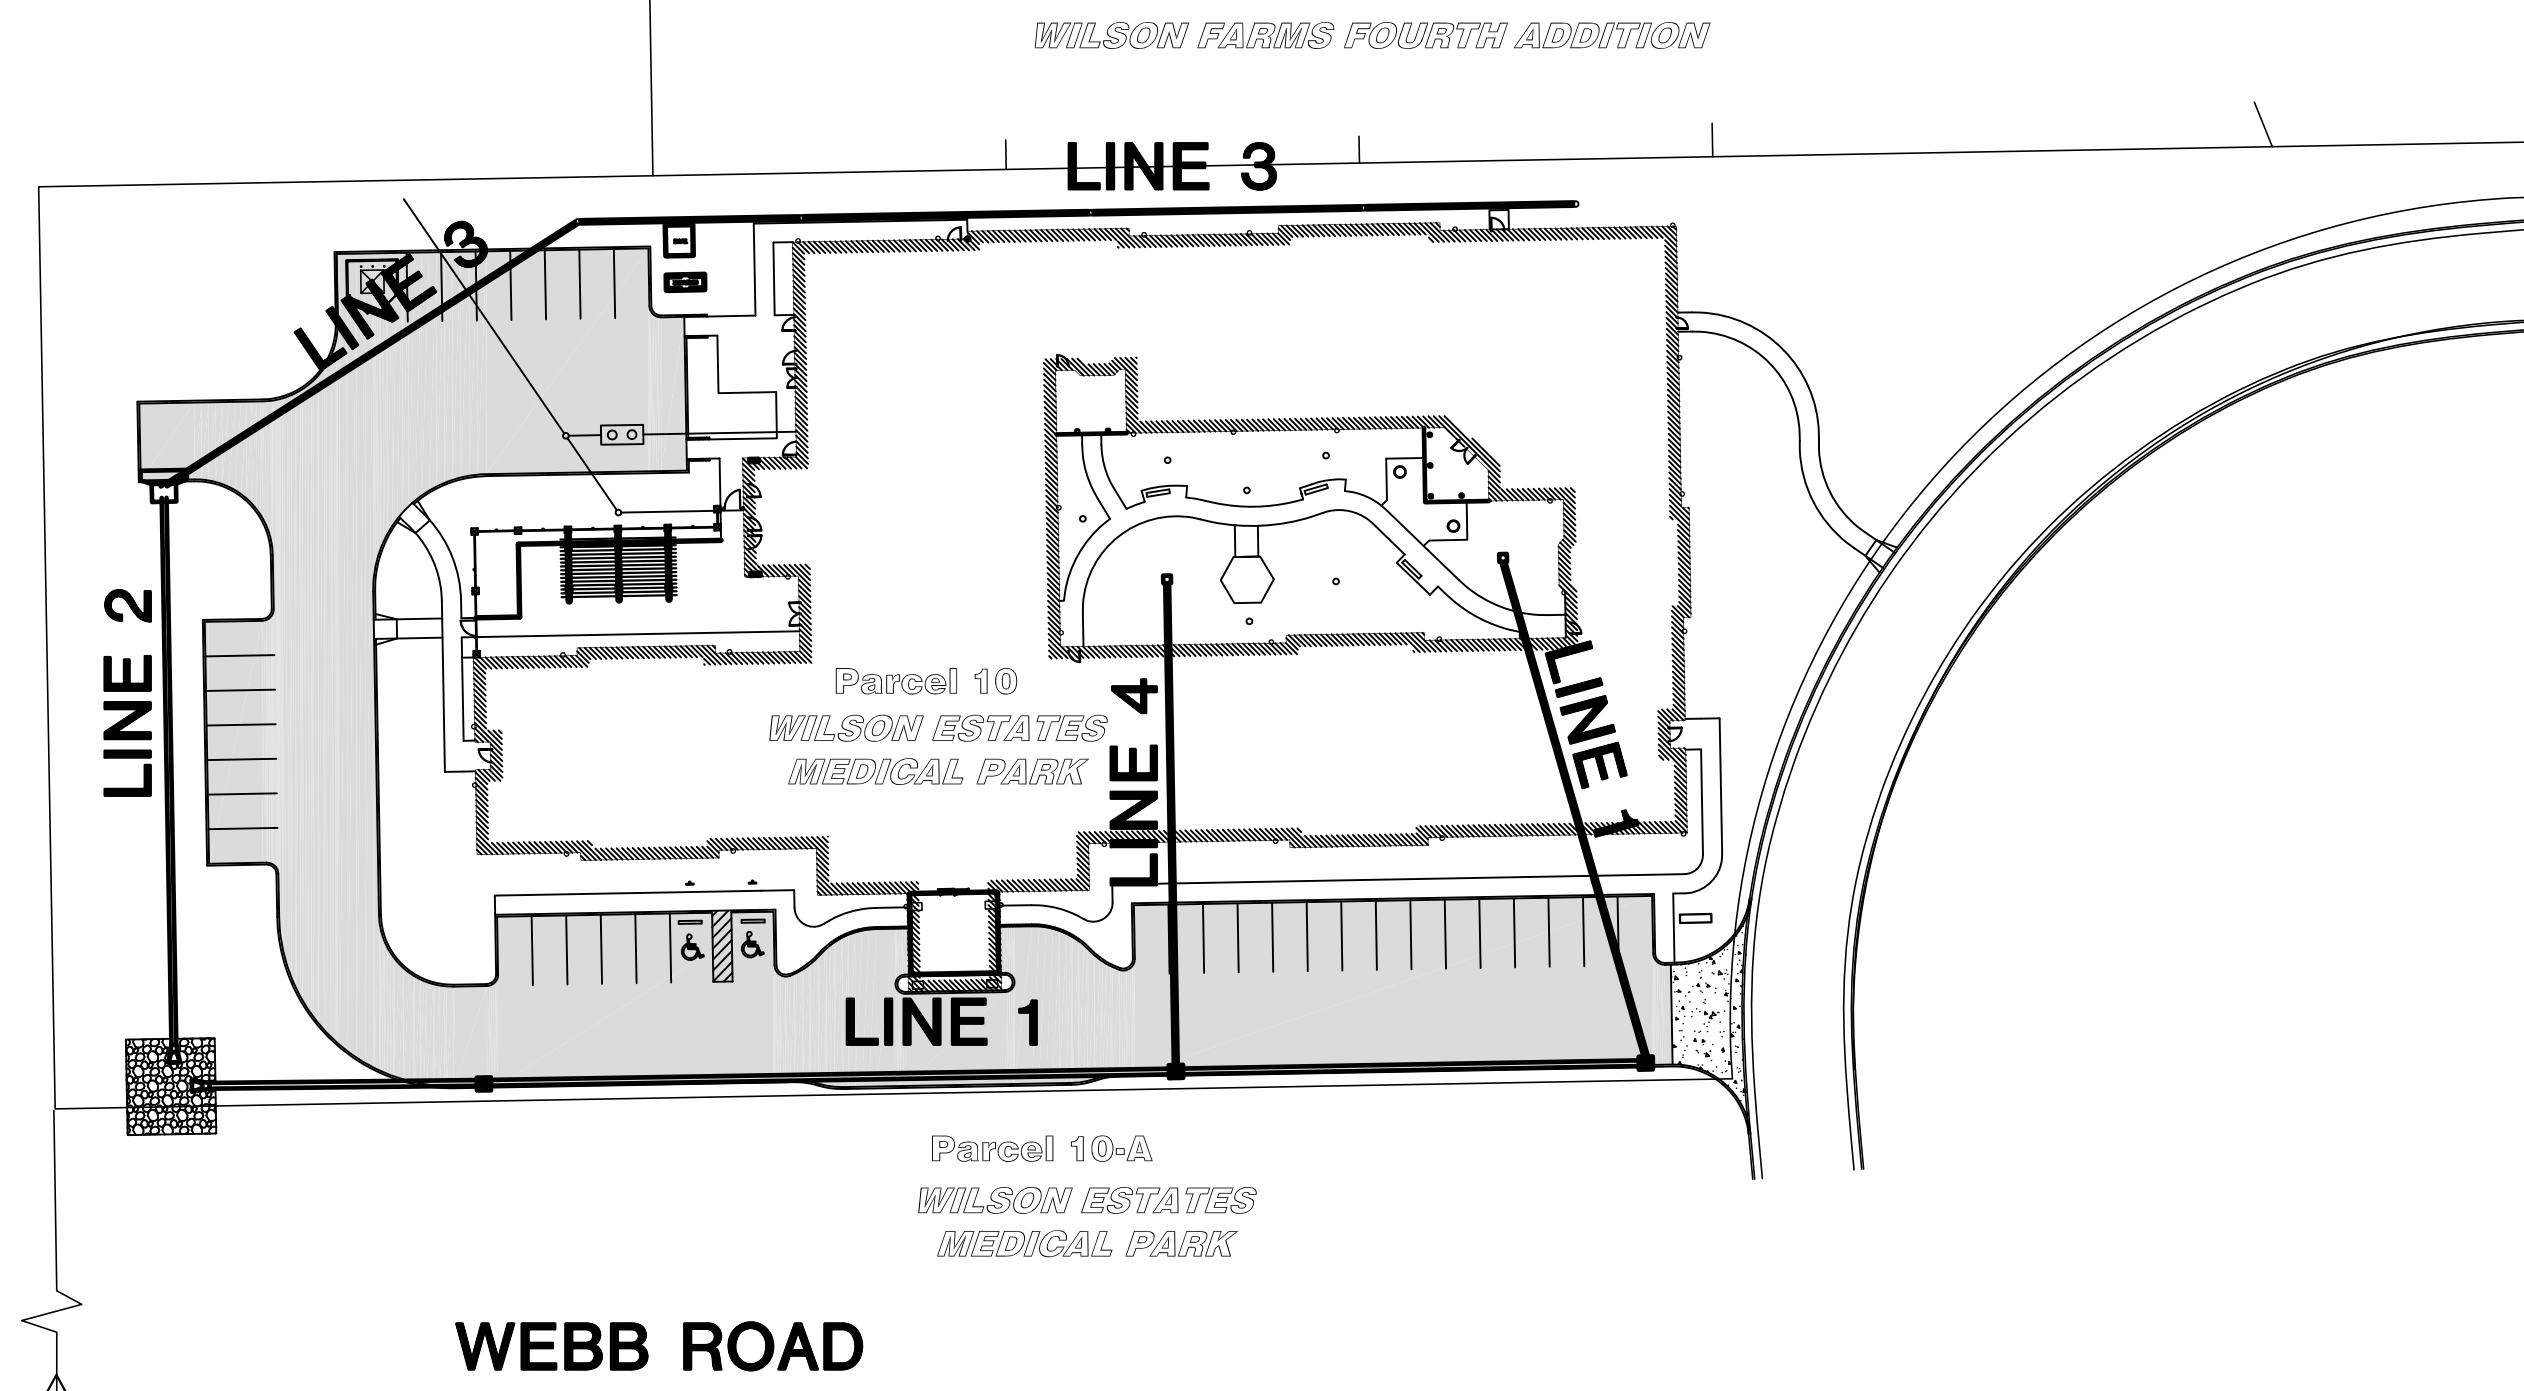 WILSON FARMS FOURTH ADDITION
LINE 3
LINE 3
LINE 2
Parcel 10
WILSON ESTATES
MEDICAL PARK
LINE 4
LINE 1
LINE 1
Parcel 10-A
WILSON ESTATES
MEDICAL PARK
WEBB ROAD